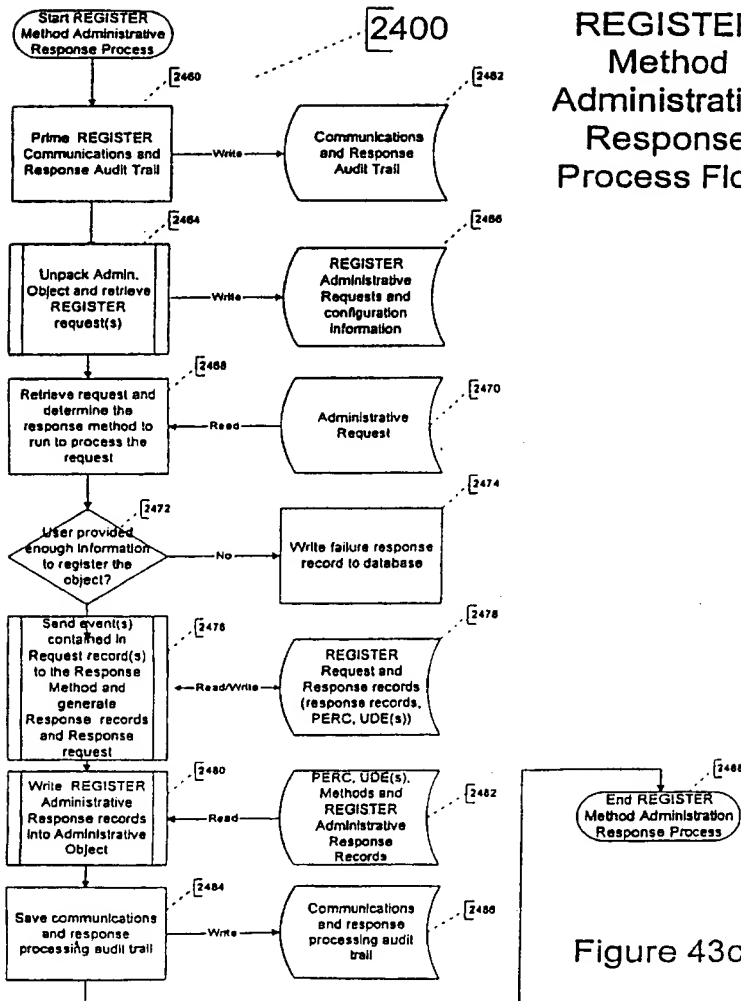 Start REGISTER
Method Administrative
Response Process
2400
REGISTER
Method
Administrati
Response
Process Flo
2460
Prime REGISTER
Communications and
Response Audit Trail
Write
2462
Communications
and Response
Audit Trail
2464
Unpack Admin.
Object and retrieve
REGISTER
request(s)
Write
2466
REGISTER
Administrative
Requests and
configuration
information
2468
Retrieve request and
determine the
response method to
run to process the
request
Read
2470
Administrative
Request
2472
User provided
enough information
to register the
object?
No
2474
Write failure response
record to database
2476
Send event(s)
contained in
Request record(s)
to the Response
Method and
generate
Response records
and Response
request
Read/Write
2478
REGISTER
Request and
Response records
(response records,
PERC, UDE(s))
2480
Write REGISTER
Administrative
Response records
into Administrative
Object
Read
2482
PERC, UDE(s),
Methods and
REGISTER
Administrative
Response
Records
2484
Save communications
and response
processing audit trail
Write
2486
Communications
and response
processing audit
trail
2488
End REGISTER
Method Administration
Response Process
Figure 43c